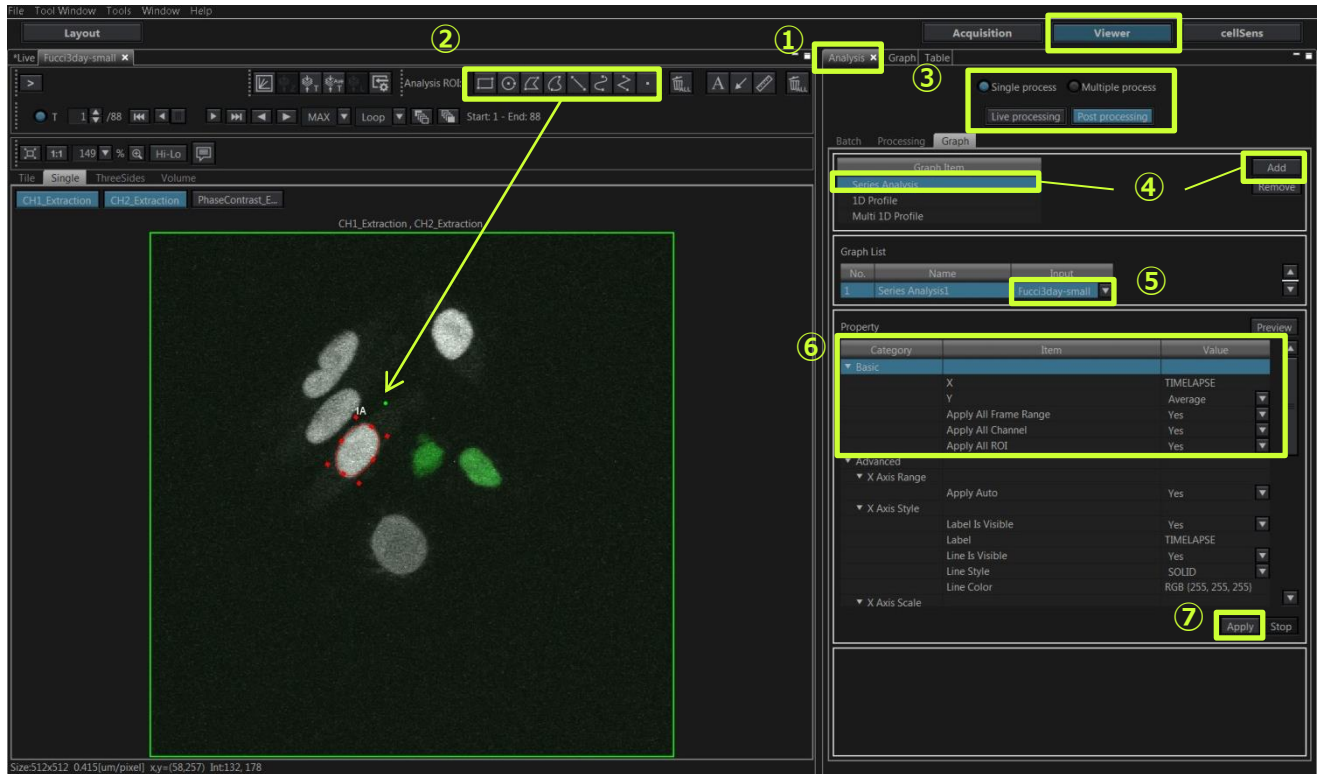 File Tool Window Tools Window Help
Layout
Acquisition Viewer cellSens
② ①
*Live Fucci3day-small ×
Analysis × Graph Table
③
> Analysis ROI: A
Single process Multiple process
T 1 /88 MAX Loop Start: 1 - End: 88
Live processing Post processing
Batch Processing Graph
1:1 149 % Hi-Lo
Tile Single ThreeSides Volume
CH1_Extraction CH2_Extraction PhaseContrast_E...
CH1_Extraction , CH2_Extraction
1A
Graph Item Add
Series Analysis ④ Remove
1D Profile
Multi 1D Profile
Graph List
No. Name Input
1 Series Analysis1 Fucci3day-small ⑤
Property Preview
⑥
Category Item Value
Basic
X TIMELAPSE
Y Average
Apply All Frame Range Yes
Apply All Channel Yes
Apply All ROI Yes
Advanced
X Axis Range
Apply Auto Yes
X Axis Style
Label Is Visible Yes
Label TIMELAPSE
Line Is Visible Yes
Line Style SOLID
Line Color RGB (255, 255, 255)
X Axis Scale
⑦ Apply Stop
Size:512x512 0.415[um/pixel] x,y=(58,257) Int:132, 178